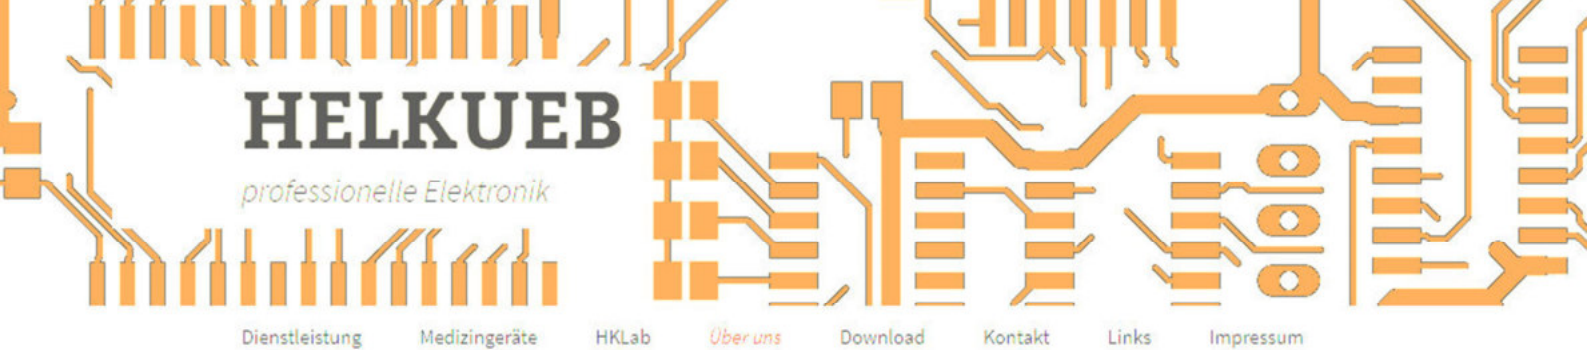 HELKUEB
professionelle Elektronik
Dienstleistung Medizingeräte HKLab Über uns Download Kontakt Links Impressum